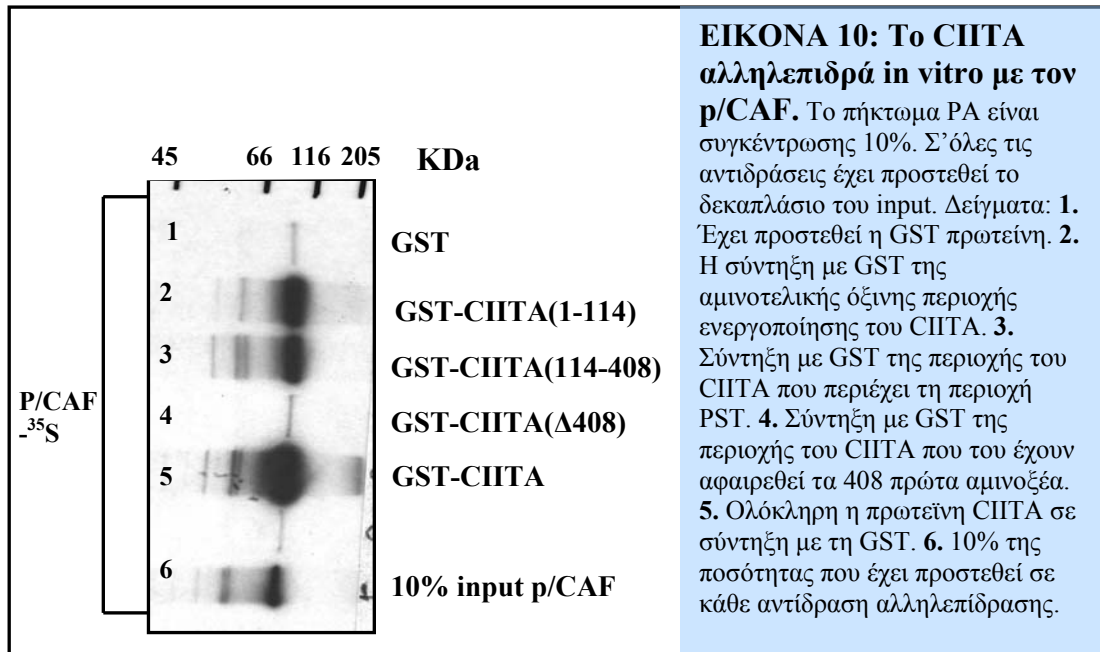 45 66 116 205 KDa
1 GST
2 GST-CIITA(1-114)
3 GST-CIITA(114-408)
P/CAF
-³⁵S
4 GST-CIITA(Δ408)
5 GST-CIITA
6 10% input p/CAF
ΕΙΚΟΝΑ 10: Το CIITA
αλληλεπιδρά in vitro με τον
p/CAF. Το πήκτωμα PA είναι
συγκέντρωσης 10%. Σ’όλες τις
αντιδράσεις έχει προστεθεί το
δεκαπλάσιο του input. Δείγματα: 1.
Έχει προστεθεί η GST πρωτείνη. 2.
Η σύντηξη με GST της
αμινοτελικής όξινης περιοχής
ενεργοποίησης του CIITA. 3.
Σύντηξη με GST της περιοχής του
CIITA που περιέχει τη περιοχή
PST. 4. Σύντηξη με GST της
περιοχής του CIITA που του έχουν
αφαιρεθεί τα 408 πρώτα αμινοξέα.
5. Ολόκληρη η πρωτεϊνη CIITA σε
σύντηξη με τη GST. 6. 10% της
ποσότητας που έχει προστεθεί σε
κάθε αντίδραση αλληλεπίδρασης.